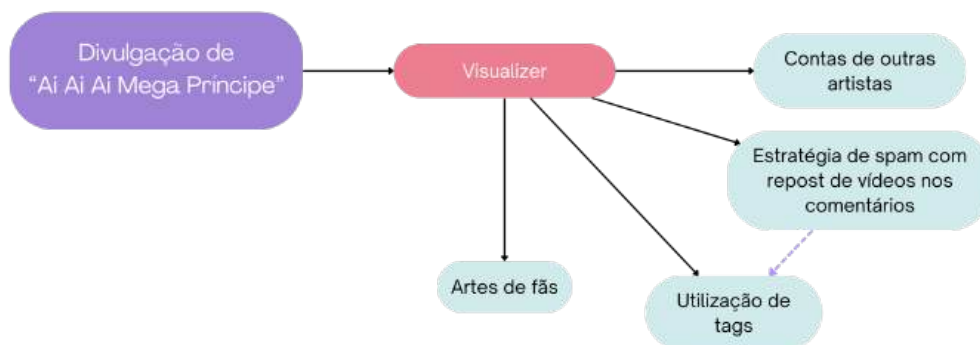 Divulgação de
“Ai Ai Ai Mega Príncipe”
Visualizer
Contas de outras
artistas
Estratégia de spam com
repost de vídeos nos
comentários
Artes de fãs
Utilização de
tags